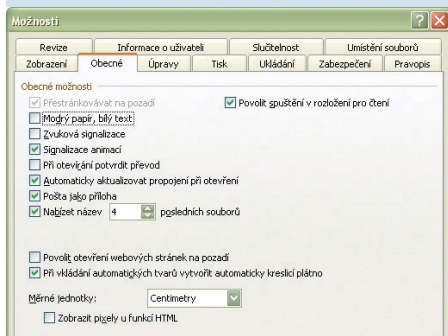 Možnosti
Revize Informace o uživateli Slučitelnost Umístění souborů
Zobrazení Obecné Úpravy Tisk Ukládání Zabezpečení Pravopis
Obecné možnosti
Přestránkovávat na pozadí Povolit spuštění v rozložení pro čtení
Modrý papír, bílý text
Zvuková signalizace
Signalizace animací
Při otevírání potvrdit převod
Automaticky aktualizovat propojení při otevření
Pošta jako příloha
Nabízet název 4 posledních souborů
Povolit otevření webových stránek na pozadí
Při vkládání automatických tvarů vytvořit automaticky kreslicí plátno
Měrné jednotky: Centimetry
Zobrazit pixely u funkcí HTML